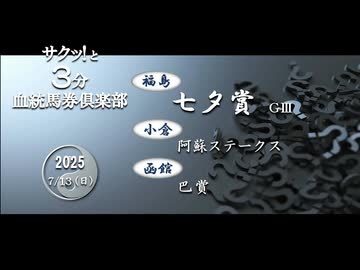 サクッ!と
3分
血統馬券倶楽部
2025
7/13(日)
福島
七夕賞 GⅢ
小倉
阿蘇ステークス
函館
巴賞